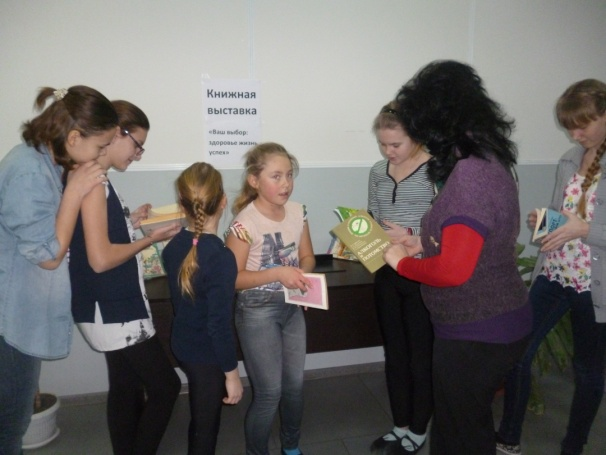 Книжная
выставка
«Ваш выбор:
здоровье жизнь
успех»